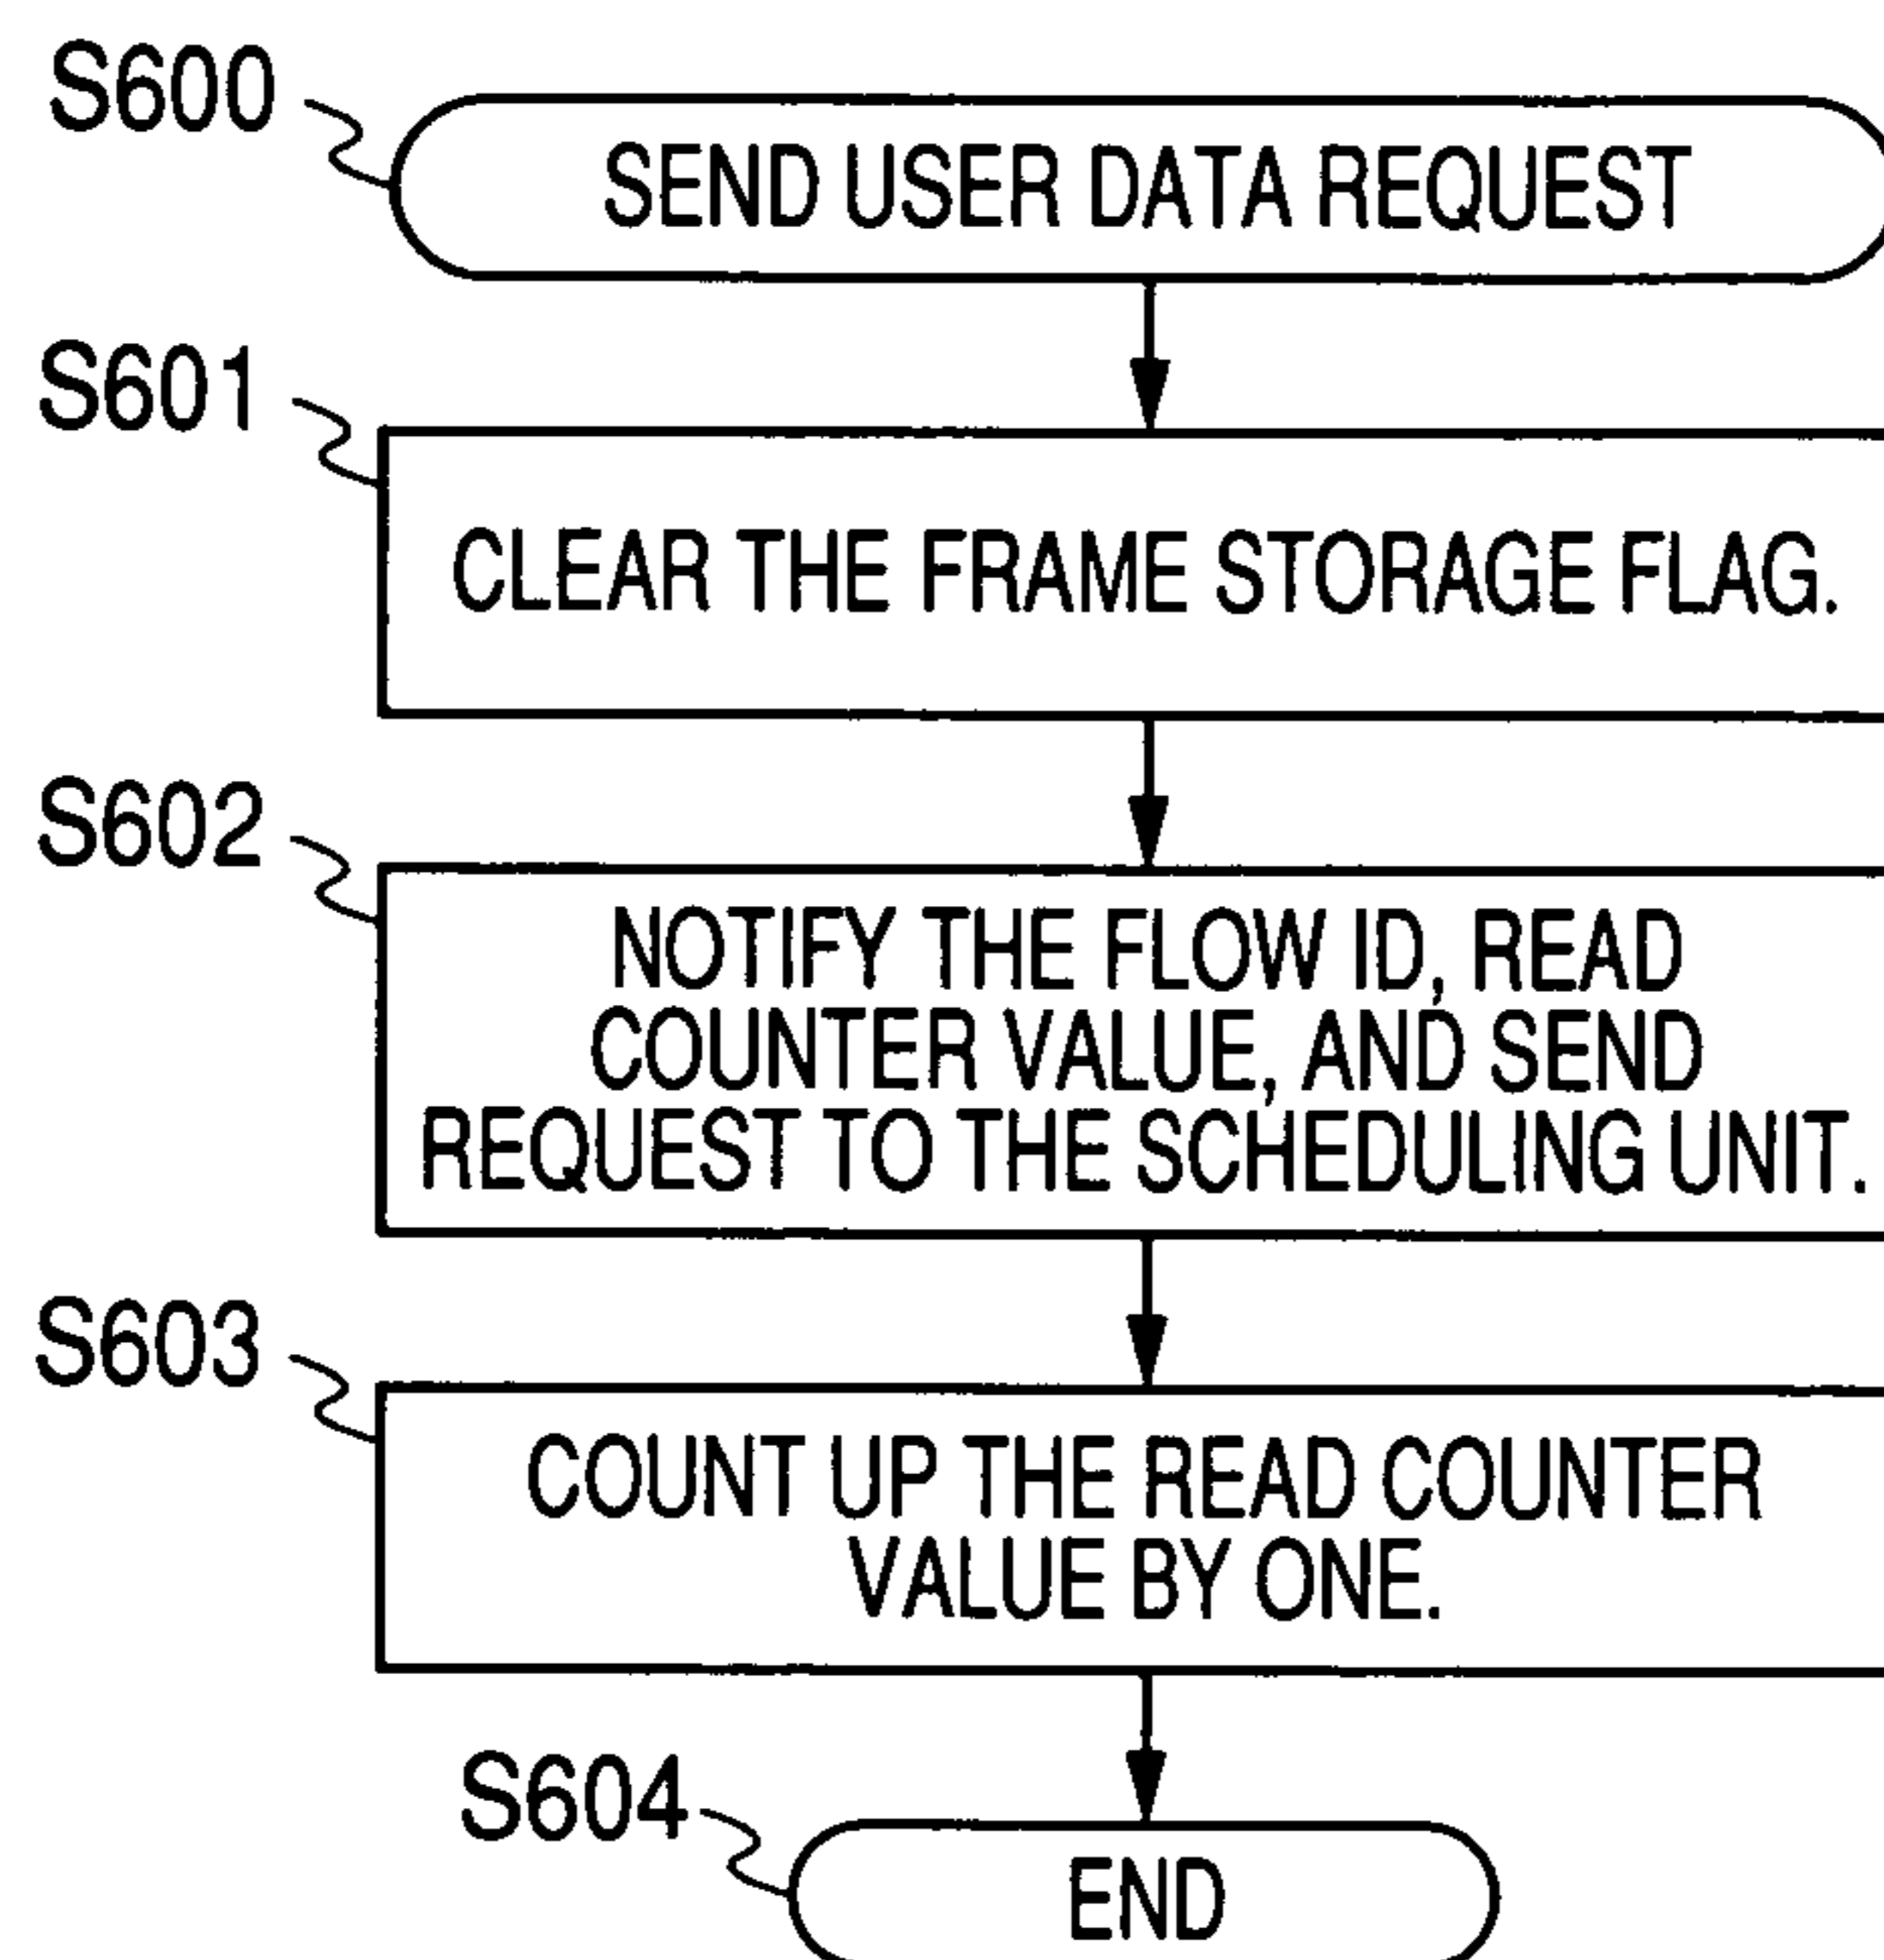 S600
SEND USER DATA REQUEST
S601
CLEAR THE FRAME STORAGE FLAG.
S602
NOTIFY THE FLOW ID, READ
COUNTER VALUE, AND SEND
REQUEST TO THE SCHEDULING UNIT.
S603
COUNT UP THE READ COUNTER
VALUE BY ONE.
S604
END